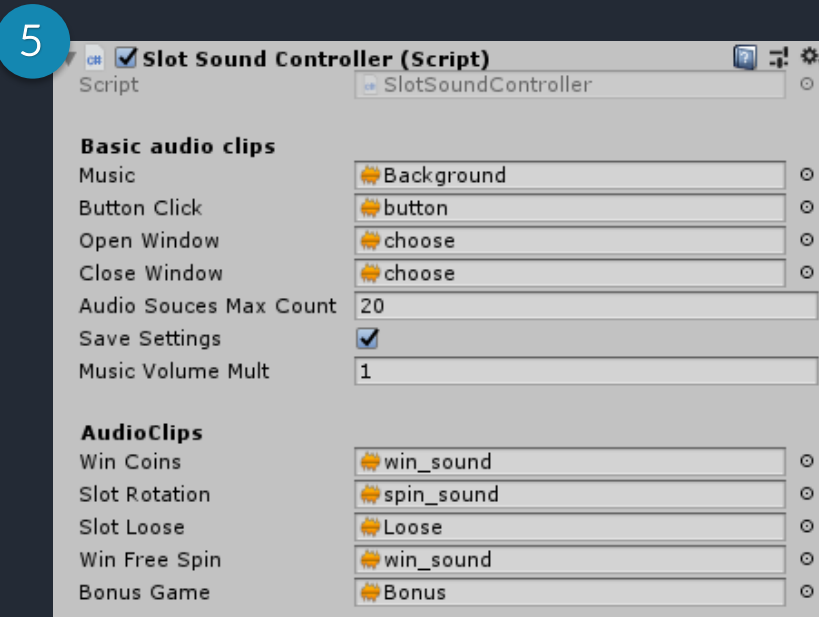 5
c# Slot Sound Controller (Script)
Script SlotSoundController
Basic audio clips
Music Background
Button Click button
Open Window choose
Close Window choose
Audio Souces Max Count 20
Save Settings
Music Volume Mult 1
AudioClips
Win Coins win_sound
Slot Rotation spin_sound
Slot Loose Loose
Win Free Spin win_sound
Bonus Game Bonus